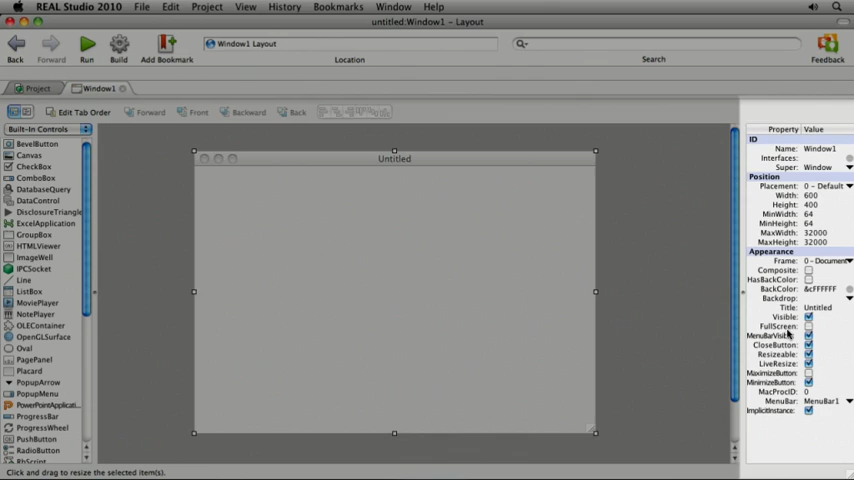 REAL Studio 2010 File Edit Project View History Bookmarks Window Help
untitled:Window1 - Layout
Window1 Layout
Back Forward Run Build Add Bookmark Location Search Feedback
Project Window1
Edit Tab Order Forward Front Backward Back
Built-In Controls
BevelButton
Canvas
CheckBox
ComboBox
DatabaseQuery
DataControl
DisclosureTriangle
ExcelApplication
GroupBox
HTMLViewer
ImageWell
IPCSocket
Line
ListBox
MoviePlayer
NotePlayer
OLEContainer
OpenGLSurface
Oval
PagePanel
Placard
PopupArrow
PopupMenu
PowerPointApplicati...
ProgressBar
ProgressWheel
PushButton
RadioButton
RbScript
Untitled
Property Value
ID
Name: Window1
Interfaces:
Super: Window
Position
Placement: 0 - Default
Width: 600
Height: 400
MinWidth: 64
MinHeight: 64
MaxWidth: 32000
MaxHeight: 32000
Appearance
Frame: 0 - Document
Composite:
HasBackColor:
BackColor: &cFFFFFF
Backdrop:
Title: Untitled
Visible:
FullScreen:
MenuBarVisible:
CloseButton:
Resizeable:
LiveResize:
MaximizeButton:
MinimizeButton:
MacProcID: 0
MenuBar: MenuBar1
ImplicitInstance:
Click and drag to resize the selected item(s).